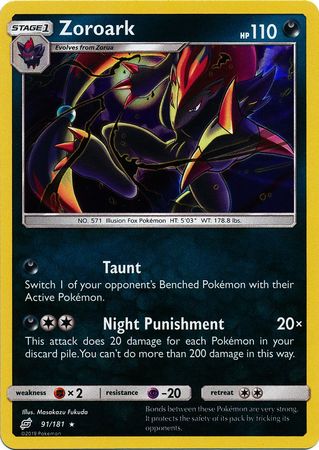 STAGE 1 Zoroark HP 110
Evolves from Zorua
NO. 571 Illusion Fox Pokémon HT: 5'03" WT: 178.8 lbs.
Taunt
Switch 1 of your opponent's Benched Pokémon with their
Active Pokémon.
Night Punishment 20×
This attack does 20 damage for each Pokémon in your
discard pile. You can't do more than 200 damage in this way.
weakness × 2 resistance -20 retreat
Illus. Masakazu Fukuda
91/181 ★
©2019 Pokémon
Bonds between these Pokémon are very strong.
It protects the safety of its pack by tricking its
opponents.